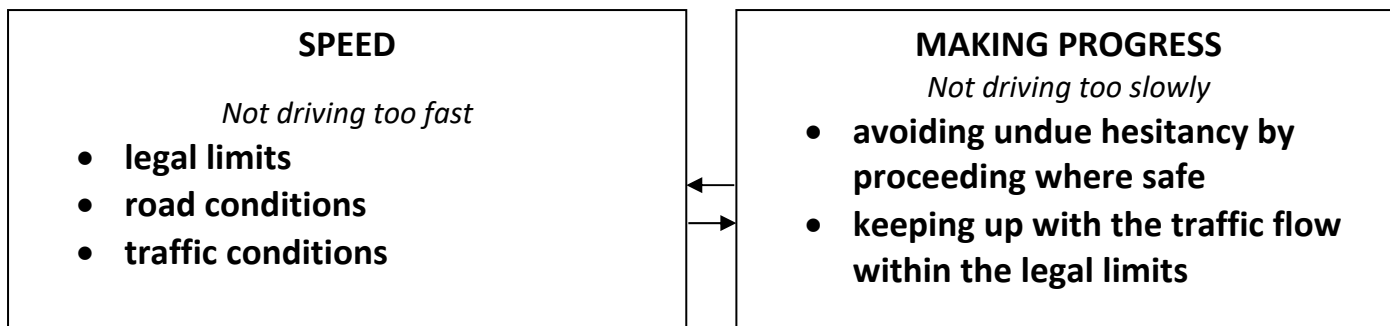 SPEED
Not driving too fast
• legal limits
• road conditions
• traffic conditions
MAKING PROGRESS
Not driving too slowly
• avoiding undue hesitancy by
proceeding where safe
• keeping up with the traffic flow
within the legal limits